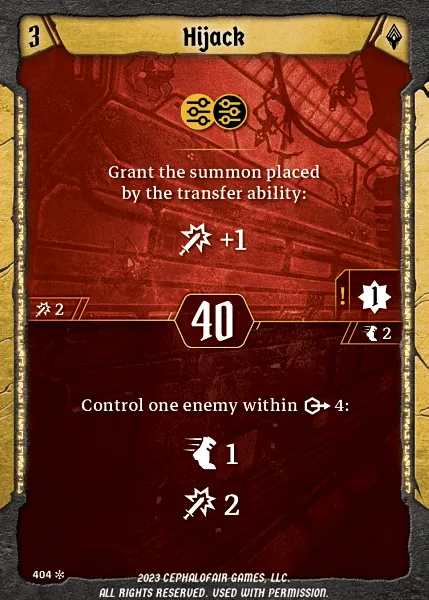 3
Hijack
Grant the summon placed
by the transfer ability:
+1
! 1
2
40
2
Control one enemy within 4:
1
2
404
2023 CEPHALOFAIR GAMES, LLC.
ALL RIGHTS RESERVED. USED WITH PERMISSION.